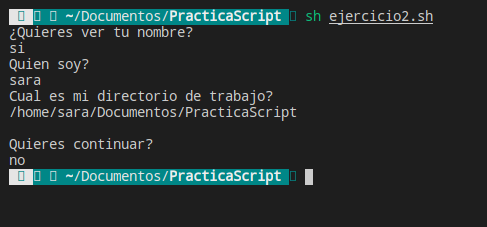 ~/Documentos/PracticaScript sh ejercicio2.sh
¿Quieres ver tu nombre?
si
Quien soy?
sara
Cual es mi directorio de trabajo?
/home/sara/Documentos/PracticaScript
Quieres continuar?
no
~/Documentos/PracticaScript